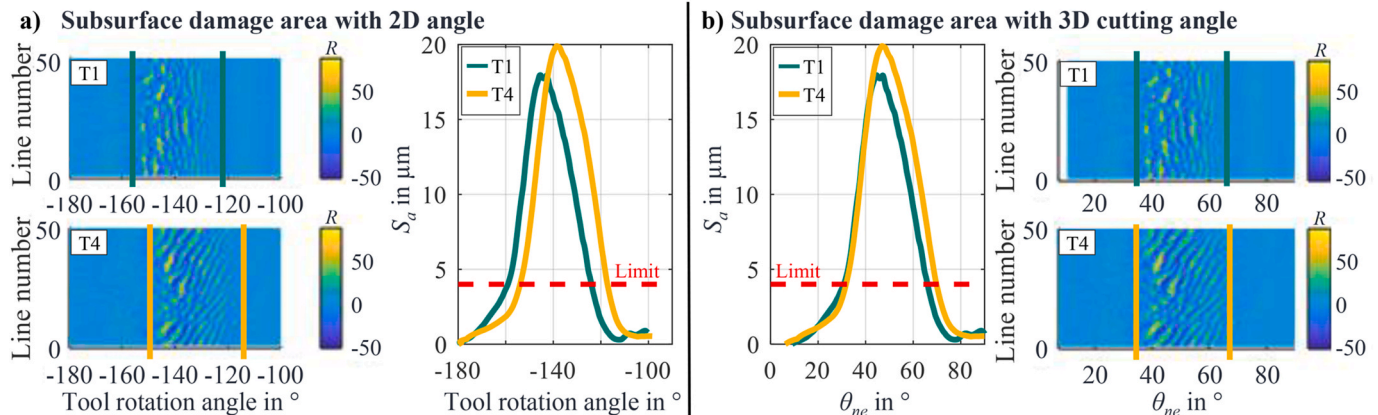 a) Subsurface damage area with 2D angle
Line number
50
0
T1
-180 -160 -140 -120 -100
R
50
0
-50
Line number
50
0
T4
-180 -160 -140 -120 -100
Tool rotation angle in °
R
50
0
-50
Sa in µm
20
15
10
5
0
T1
T4
Limit
-180 -140 -100
Tool rotation angle in °
b) Subsurface damage area with 3D cutting angle
Sa in µm
20
15
10
5
0
T1
T4
Limit
0 20 40 60 80
θne in °
Line number
50
0
T1
20 40 60 80
R
50
0
-50
Line number
50
0
T4
20 40 60 80
θne in °
R
50
0
-50